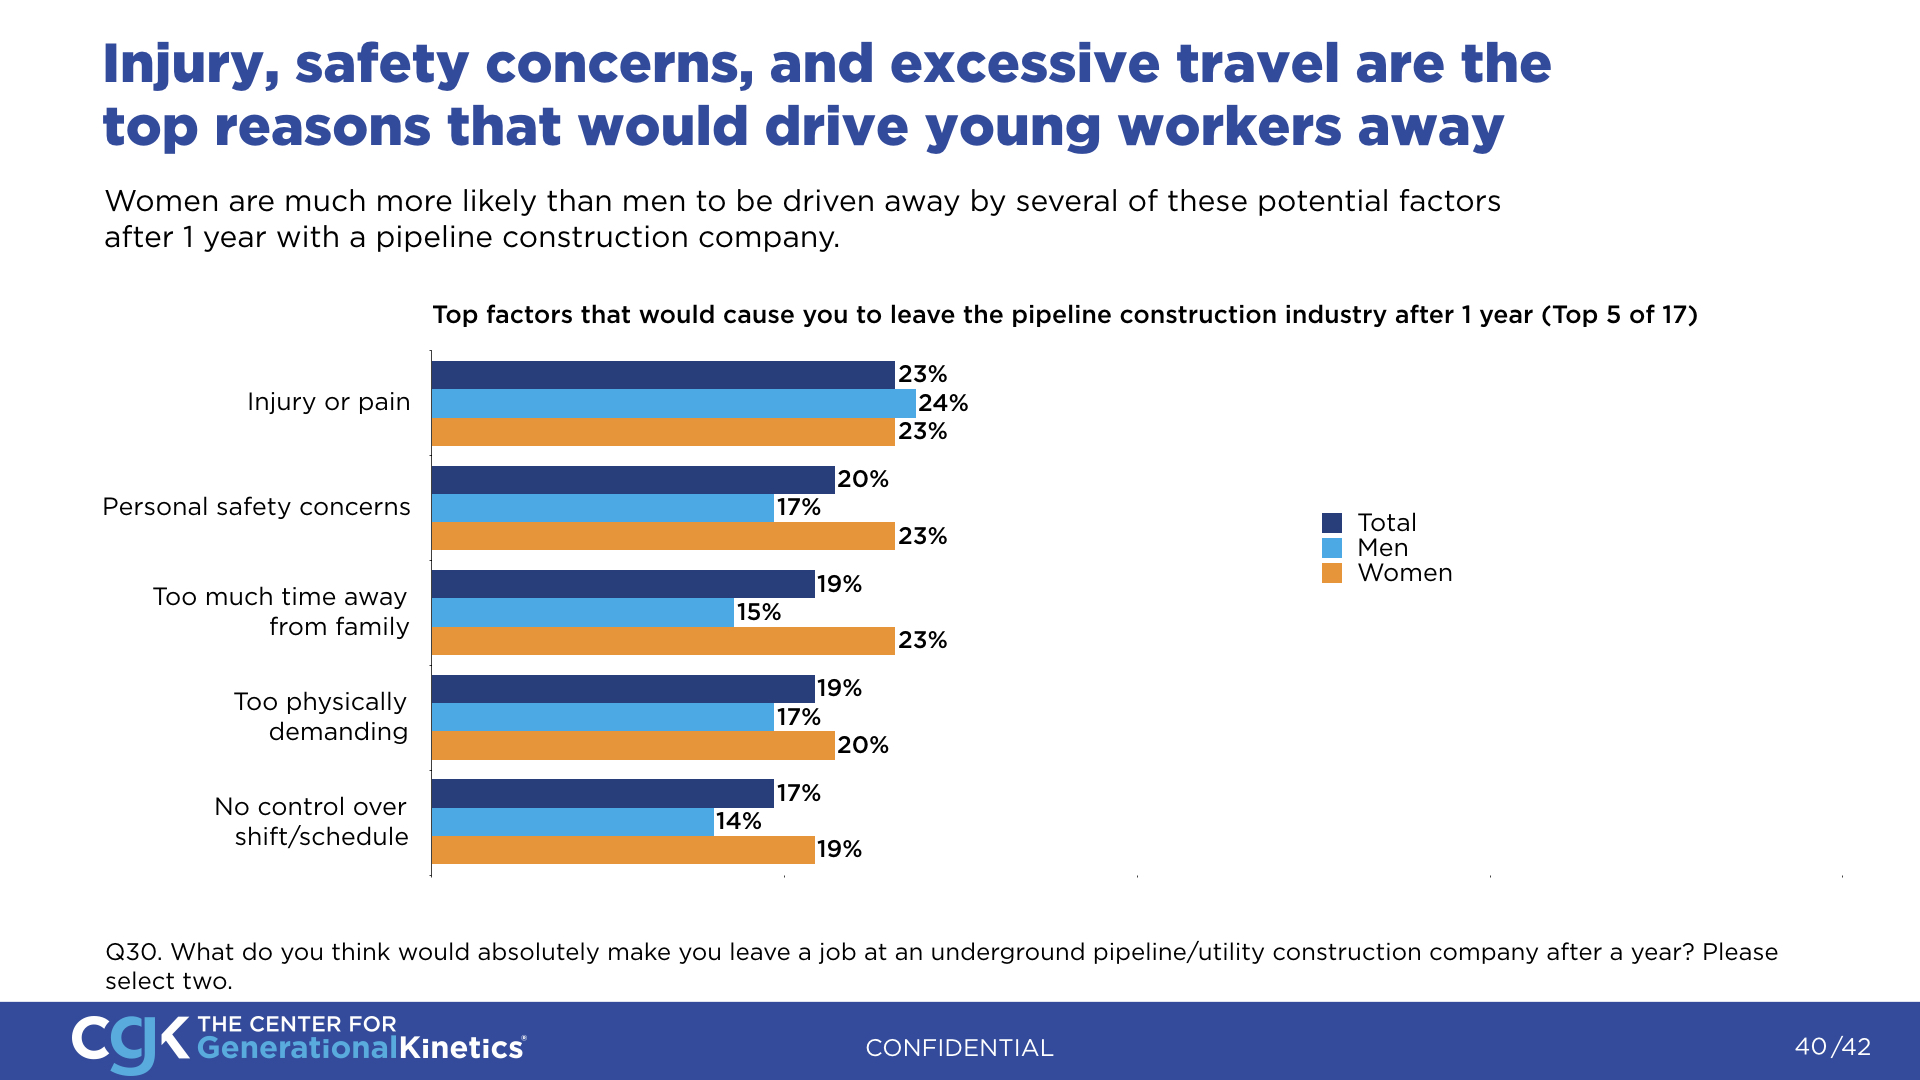 Injury, safety concerns, and excessive travel are the
top reasons that would drive young workers away
Women are much more likely than men to be driven away by several of these potential factors
after 1 year with a pipeline construction company.
Top factors that would cause you to leave the pipeline construction industry after 1 year (Top 5 of 17)
Injury or pain
23%
24%
23%
Personal safety concerns
20%
17%
23%
Too much time away
from family
19%
15%
23%
Too physically
demanding
19%
17%
20%
No control over
shift/schedule
17%
14%
19%
Total
Men
Women
Q30. What do you think would absolutely make you leave a job at an underground pipeline/utility construction company after a year? Please
select two.
cgk THE CENTER FOR
GenerationalKinetics®
CONFIDENTIAL
40/42